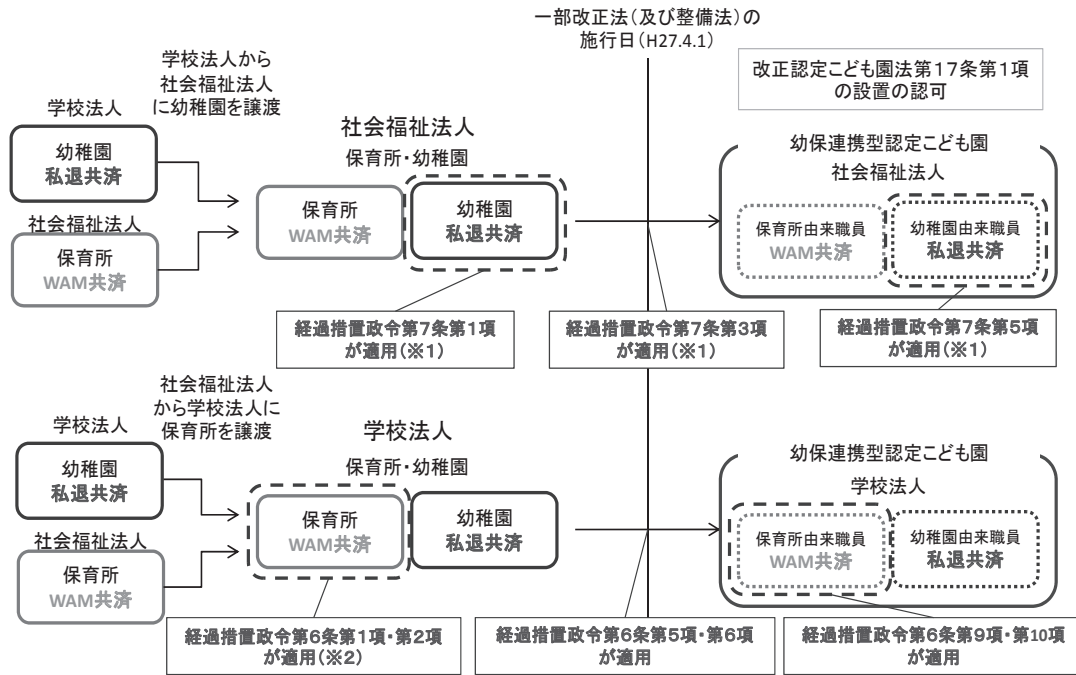 一部改正法(及び整備法)の
施行日(H27.4.1)
改正認定こども園法第17条第1項
の設置の認可
学校法人から
社会福祉法人
に幼稚園を譲渡
学校法人
幼稚園
私退共済
社会福祉法人
保育所
WAM共済
社会福祉法人
保育所・幼稚園
保育所
WAM共済
幼稚園
私退共済
幼保連携型認定こども園
社会福祉法人
保育所由来職員
WAM共済
幼稚園由来職員
私退共済
経過措置政令第7条第1項
が適用(※1)
経過措置政令第7条第3項
が適用(※1)
経過措置政令第7条第5項
が適用(※1)
社会福祉法人
から学校法人に
保育所を譲渡
学校法人
幼稚園
私退共済
社会福祉法人
保育所
WAM共済
学校法人
保育所・幼稚園
保育所
WAM共済
幼稚園
私退共済
幼保連携型認定こども園
学校法人
保育所由来職員
WAM共済
幼稚園由来職員
私退共済
経過措置政令第6条第1項・第2項
が適用(※2)
経過措置政令第6条第5項・第6項
が適用
経過措置政令第6条第9項・第10項
が適用